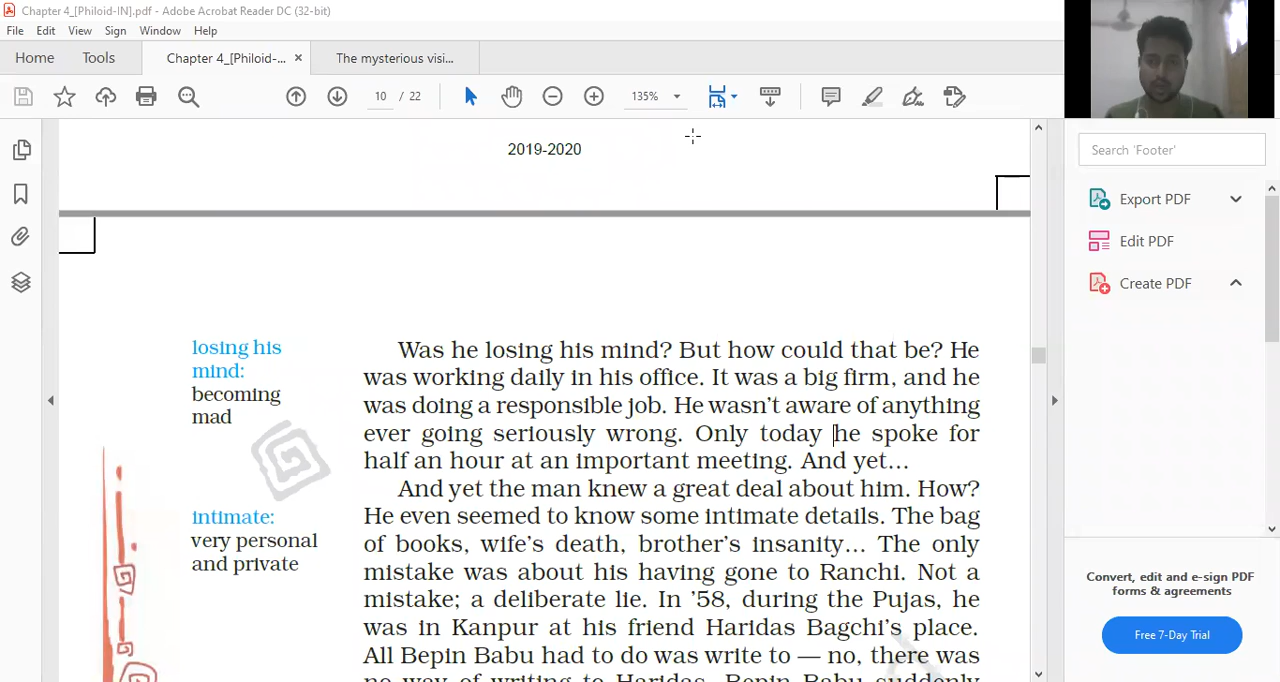 Chapter 4_[Philoid-IN].pdf - Adobe Acrobat Reader DC (32-bit)
File Edit View Sign Window Help
Home Tools Chapter 4_[Philoid-... × The mysterious visi...
10 / 22 135%
Search 'Footer'
Export PDF
Edit PDF
Create PDF
2019-2020
losing his
mind:
becoming
mad
Was he losing his mind? But how could that be? He
was working daily in his office. It was a big firm, and he
was doing a responsible job. He wasn't aware of anything
ever going seriously wrong. Only today he spoke for
half an hour at an important meeting. And yet...
intimate:
very personal
and private
And yet the man knew a great deal about him. How?
He even seemed to know some intimate details. The bag
of books, wife's death, brother's insanity... The only
mistake was about his having gone to Ranchi. Not a
mistake; a deliberate lie. In '58, during the Pujas, he
was in Kanpur at his friend Haridas Bagchi's place.
All Bepin Babu had to do was write to — no, there was
no way of writing to Haridas. Bepin Babu suddenly
Convert, edit and e-sign PDF
forms & agreements
Free 7-Day Trial